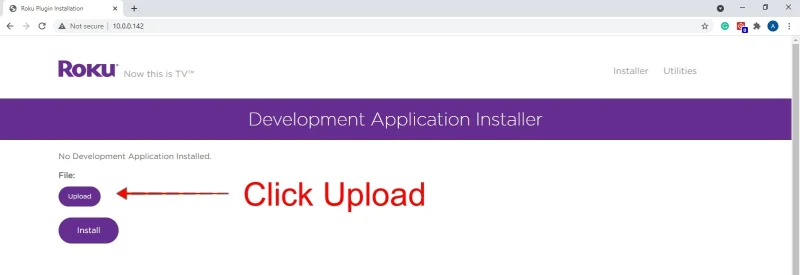 Roku Plugin Installation
Not secure | 10.0.0.142
A
ROKU
Now this is TV™
Installer
Utilities
Development Application Installer
No Development Application Installed.
File:
Upload
Click Upload
Install